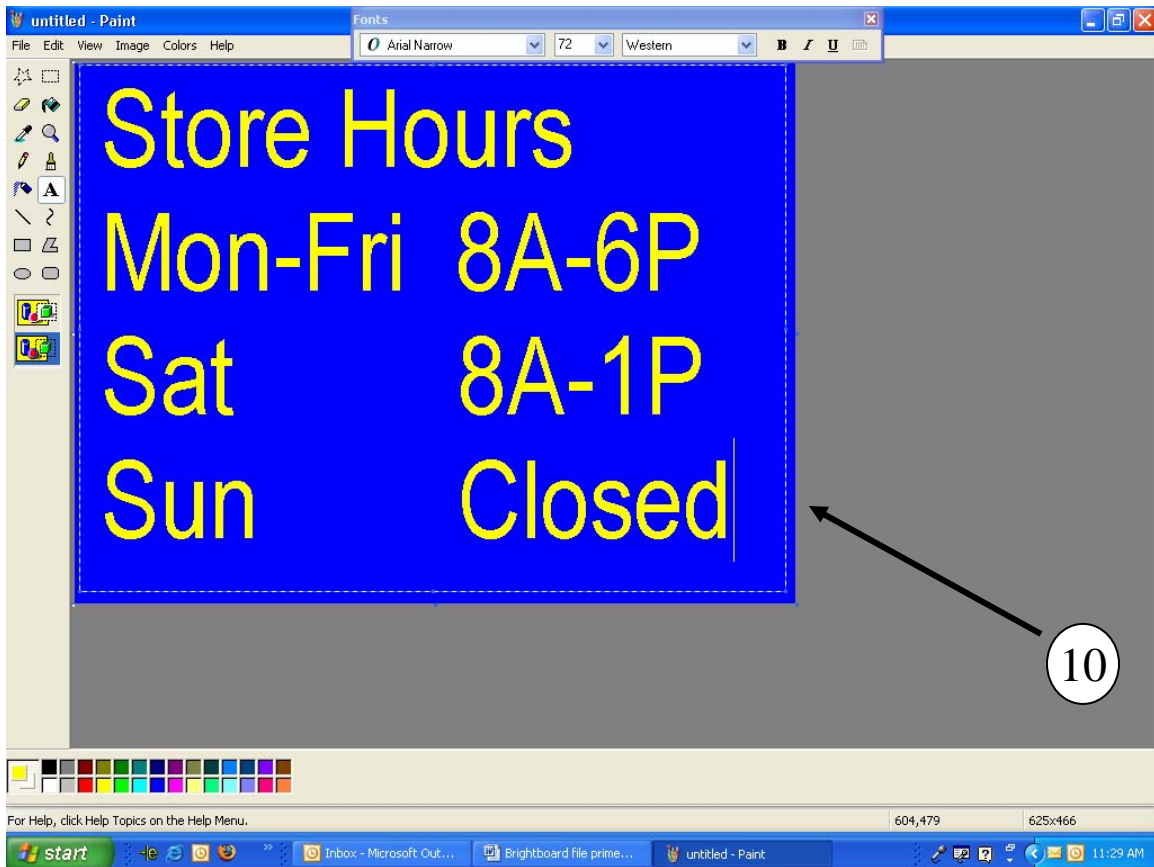 untitled - Paint
Fonts
File Edit View Image Colors Help
Arial Narrow 72 Western B I U
A
Store Hours
Mon-Fri 8A-6P
Sat 8A-1P
Sun Closed
10
For Help, click Help Topics on the Help Menu. 604,479 625x466
start Inbox - Microsoft Out... Brightboard file prime... untitled - Paint 11:29 AM